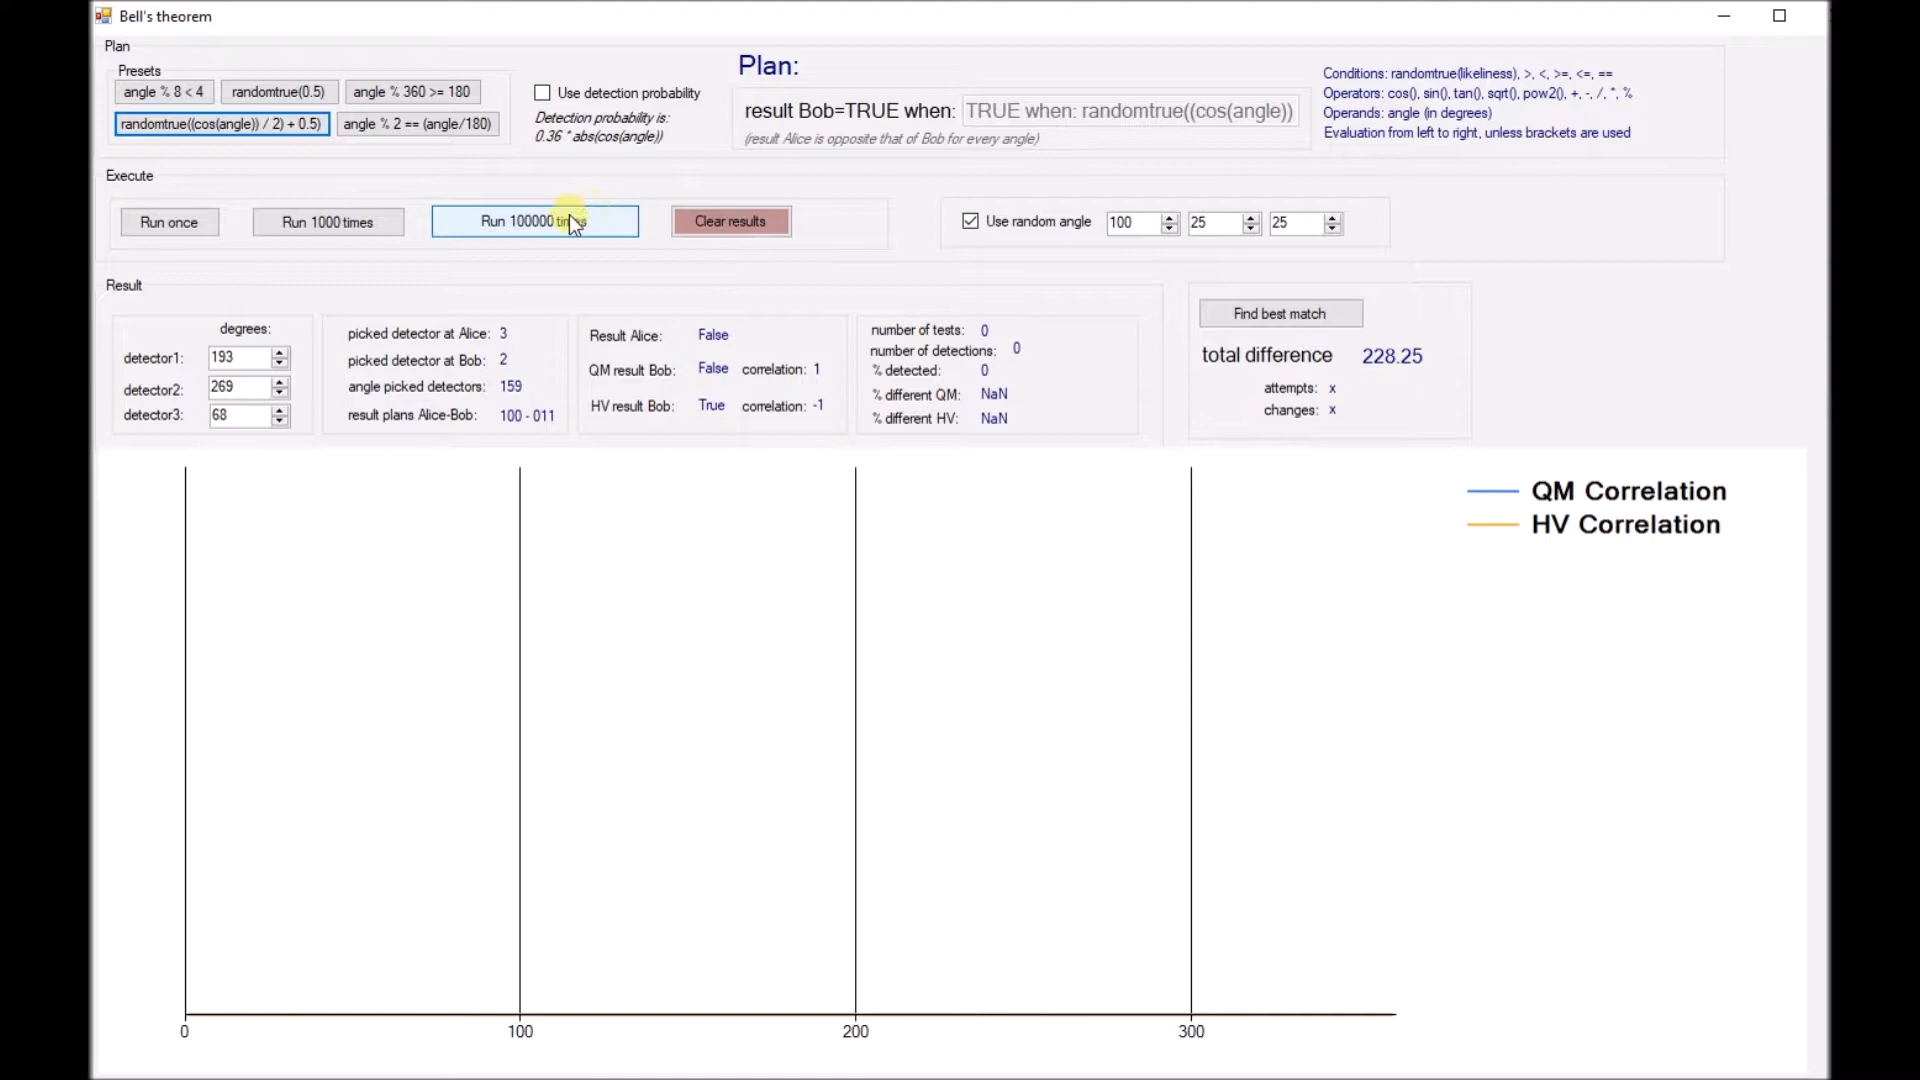 Bell's theorem
Plan
Presets
angle % 8 < 4
randomtrue(0.5)
angle % 360 >= 180
randomtrue((cos(angle)) / 2) + 0.5)
angle % 2 == (angle/180)
Use detection probability
Detection probability is:
0.36 * abs(cos(angle))
Plan:
result Bob=TRUE when: TRUE when: randomtrue((cos(angle))
(result Alice is opposite that of Bob for every angle)
Conditions: randomtrue(likeliness), >, <, >=, <=, ==
Operators: cos(), sin(), tan(), sqrt(), pow2(), +, -, /, *, %
Operands: angle (in degrees)
Evaluation from left to right, unless brackets are used
Execute
Run once
Run 1000 times
Run 100000 times
Clear results
Use random angle 100 25 25
Result
degrees:
detector1: 193
detector2: 269
detector3: 68
picked detector at Alice: 3
picked detector at Bob: 2
angle picked detectors: 159
result plans Alice-Bob: 100 - 011
Result Alice: False
QM result Bob: False correlation: 1
HV result Bob: True correlation: -1
number of tests: 0
number of detections: 0
% detected: 0
% different QM: NaN
% different HV: NaN
Find best match
total difference 228.25
attempts: x
changes: x
QM Correlation
HV Correlation
0 100 200 300